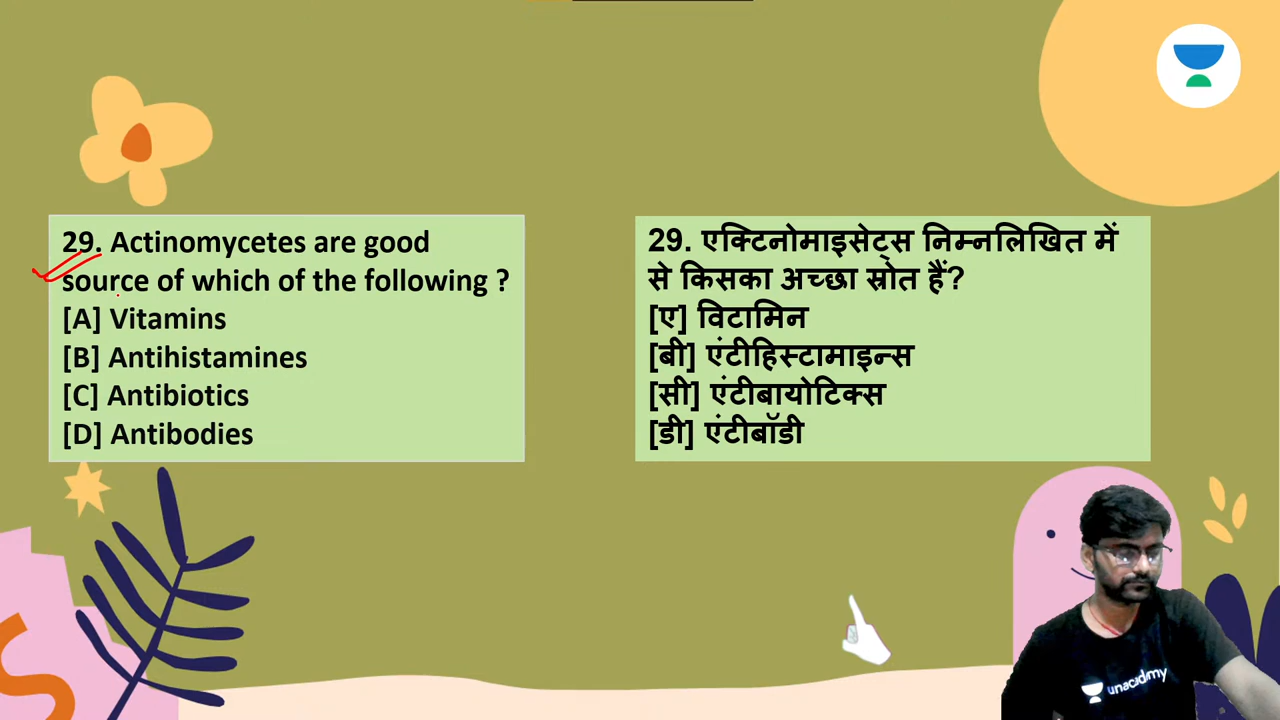 29. Actinomycetes are good
source of which of the following ?
[A] Vitamins
[B] Antihistamines
[C] Antibiotics
[D] Antibodies
29. एक्टिनोमाइसेट्स निम्नलिखित में
से किसका अच्छा स्रोत हैं?
[ए] विटामिन
[बी] एंटीहिस्टामाइन्स
[सी] एंटीबायोटिक्स
[डी] एंटीबॉडी
unacademy